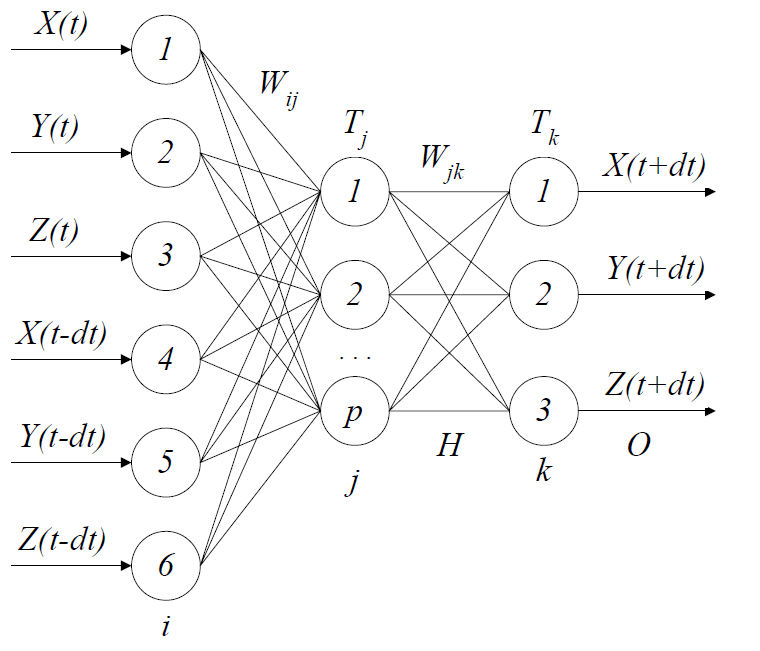 X(t)
1
Y(t)
2
Z(t)
3
X(t-dt)
4
Y(t-dt)
5
Z(t-dt)
6
i
W ij
T j
1
2
. . .
p
j
W jk
H
T k
1
2
3
k
X(t+dt)
Y(t+dt)
Z(t+dt)
O